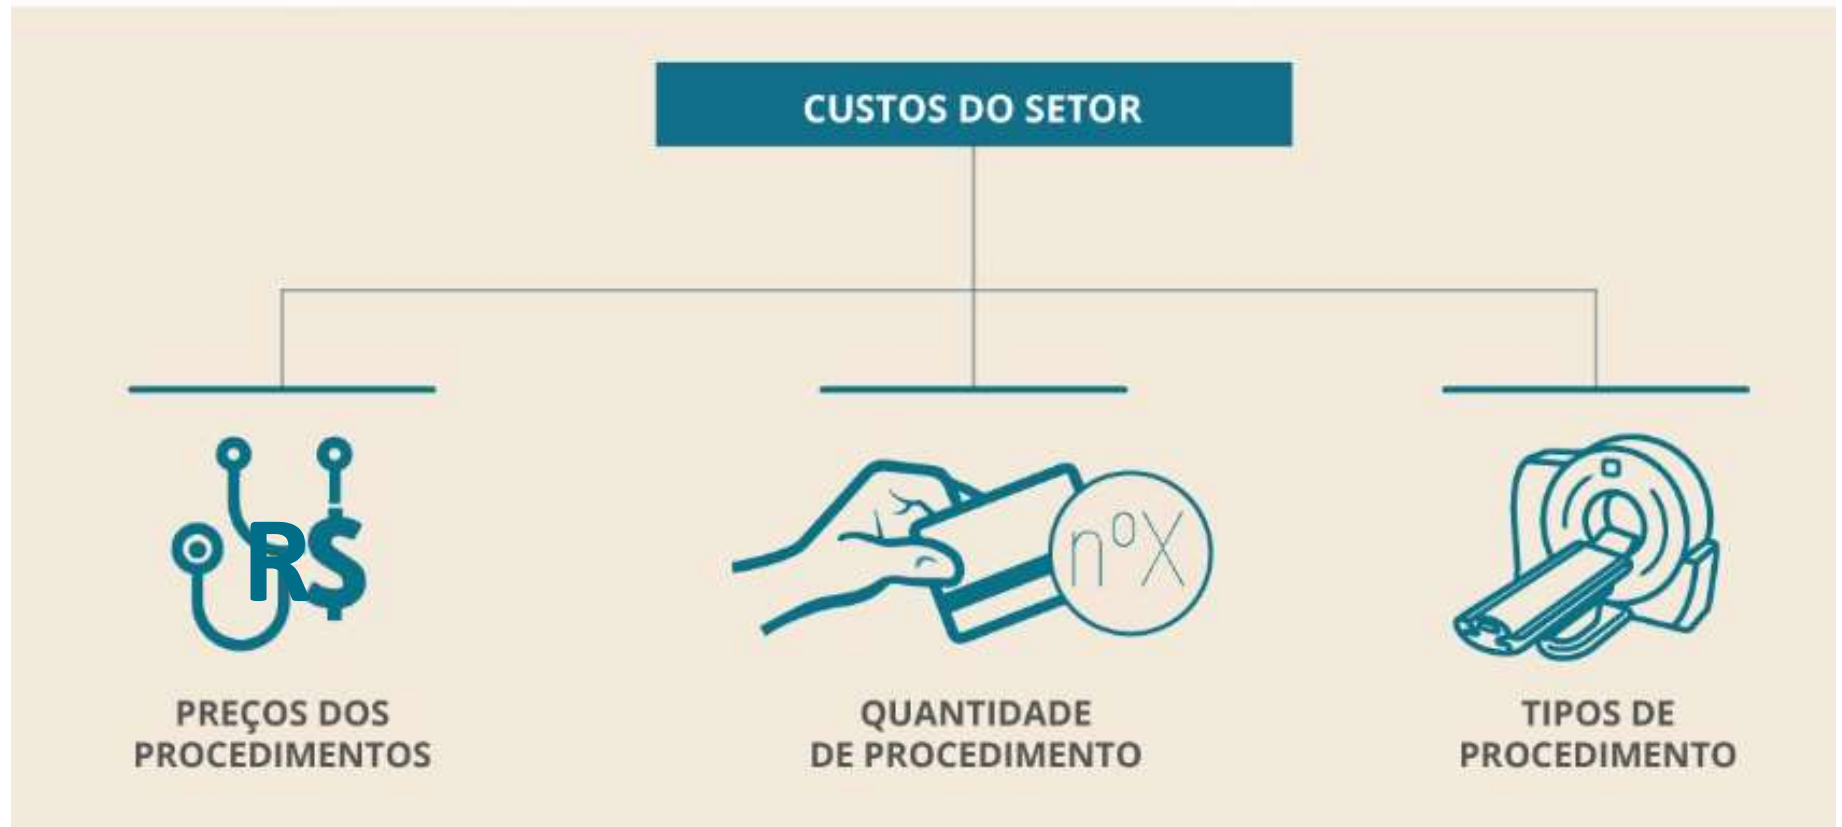 CUSTOS DO SETOR
R$
nºX
PREÇOS DOS
PROCEDIMENTOS
QUANTIDADE
DE PROCEDIMENTO
TIPOS DE
PROCEDIMENTO